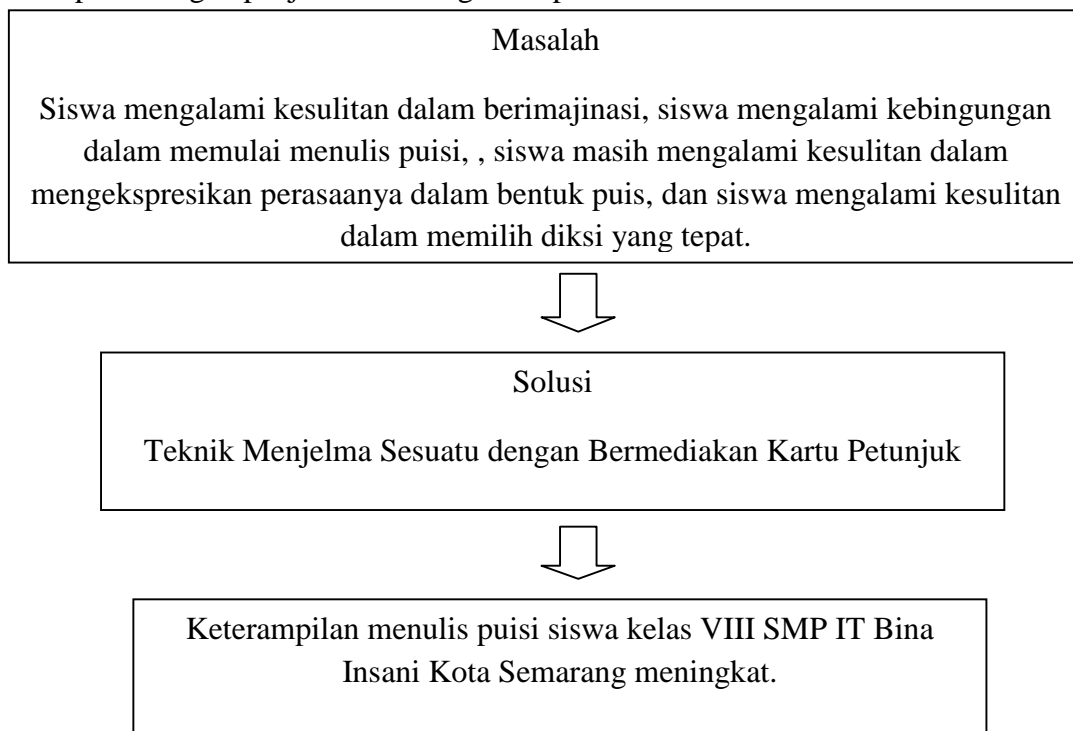 Masalah
Siswa mengalami kesulitan dalam berimajinasi, siswa mengalami kebingungan
dalam memulai menulis puisi, , siswa masih mengalami kesulitan dalam
mengekspresikan perasaanya dalam bentuk puis, dan siswa mengalami kesulitan
dalam memilih diksi yang tepat.
Solusi
Teknik Menjelma Sesuatu dengan Bermediakan Kartu Petunjuk
Keterampilan menulis puisi siswa kelas VIII SMP IT Bina
Insani Kota Semarang meningkat.